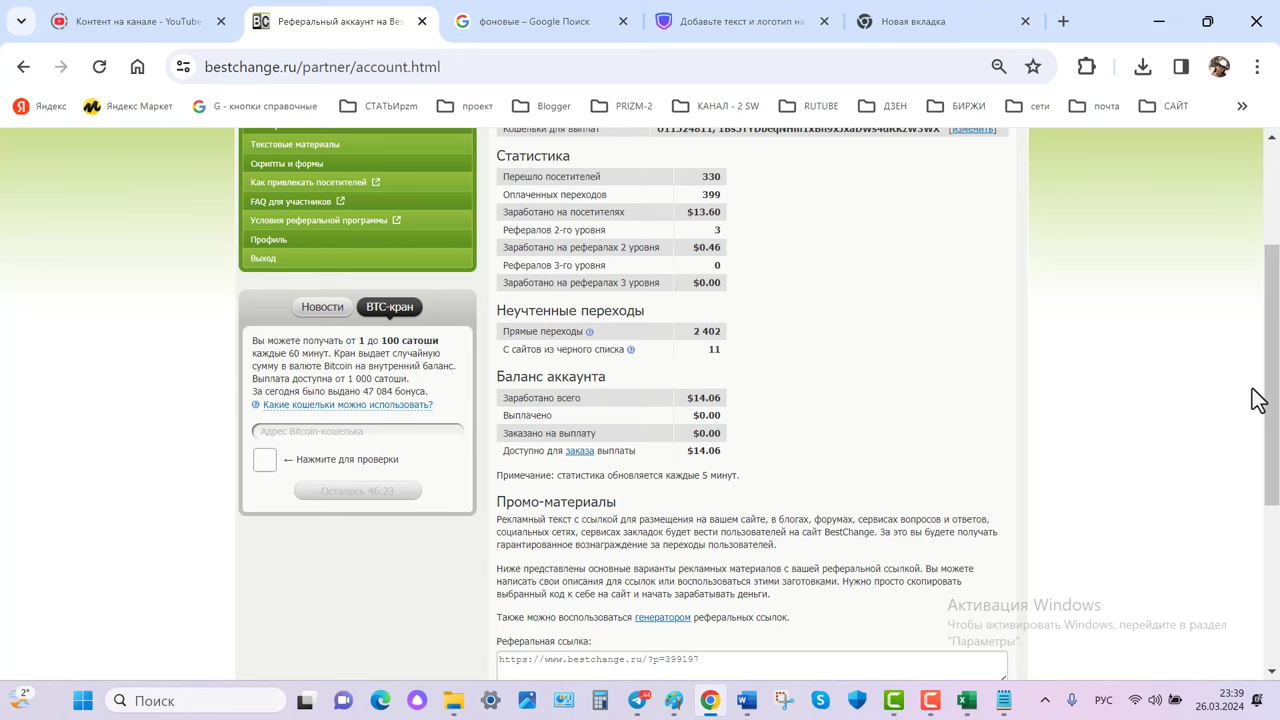 Контент на канале - YouTube
Реферальный аккаунт на Bes
фоновые – Google Поиск
Добавьте текст и логотип на
Новая вкладка
bestchange.ru/partner/account.html
Яндекс
Яндекс Маркет
G - кнопки справочные
СТАТЬИpzm
проект
Blogger
PRIZM-2
КАНАЛ - 2 SW
RUTUBE
ДЗЕН
БИРЖИ
сети
почта
САЙТ
Текстовые материалы
Скрипты и формы
Как привлекать посетителей
FAQ для участников
Условия реферальной программы
Профиль
Выход
Новости
BTC-кран
Вы можете получать от 1 до 100 сатоши
каждые 60 минут. Кран выдает случайную
сумму в валюте Bitcoin на внутренний баланс.
Выплата доступна от 1 000 сатоши.
За сегодня было выдано 47 084 бонуса.
Какие кошельки можно использовать?
Адрес Bitcoin-кошелька
← Нажмите для проверки
Осталось 46:23
Кошельки для выплат [изменить]
Статистика
Перешло посетителей 330
Оплаченных переходов 399
Заработано на посетителях $13.60
Рефералов 2-го уровня 3
Заработано на рефералах 2 уровня $0.46
Рефералов 3-го уровня 0
Заработано на рефералах 3 уровня $0.00
Неучтенные переходы
Прямые переходы 2 402
С сайтов из черного списка 11
Баланс аккаунта
Заработано всего $14.06
Выплачено $0.00
Заказано на выплату $0.00
Доступно для заказа выплаты $14.06
Примечание: статистика обновляется каждые 5 минут.
Промо-материалы
Рекламный текст с ссылкой для размещения на вашем сайте, в блогах, форумах, сервисах вопросов и ответов,
социальных сетях, сервисах закладок будет вести пользователей на сайт BestChange. За это вы будете получать
гарантированное вознаграждение за переходы пользователей.
Ниже представлены основные варианты рекламных материалов с вашей реферальной ссылкой. Вы можете
написать свои описания для ссылок или воспользоваться этими заготовками. Нужно просто скопировать
выбранный код к себе на сайт и начать зарабатывать деньги.
Также можно воспользоваться генератором реферальных ссылок.
Реферальная ссылка:
https://www.bestchange.ru/?p=399197
Активация Windows
Чтобы активировать Windows, перейдите в раздел
"Параметры".
-2°
Поиск
44
РУС
23:39
26.03.2024